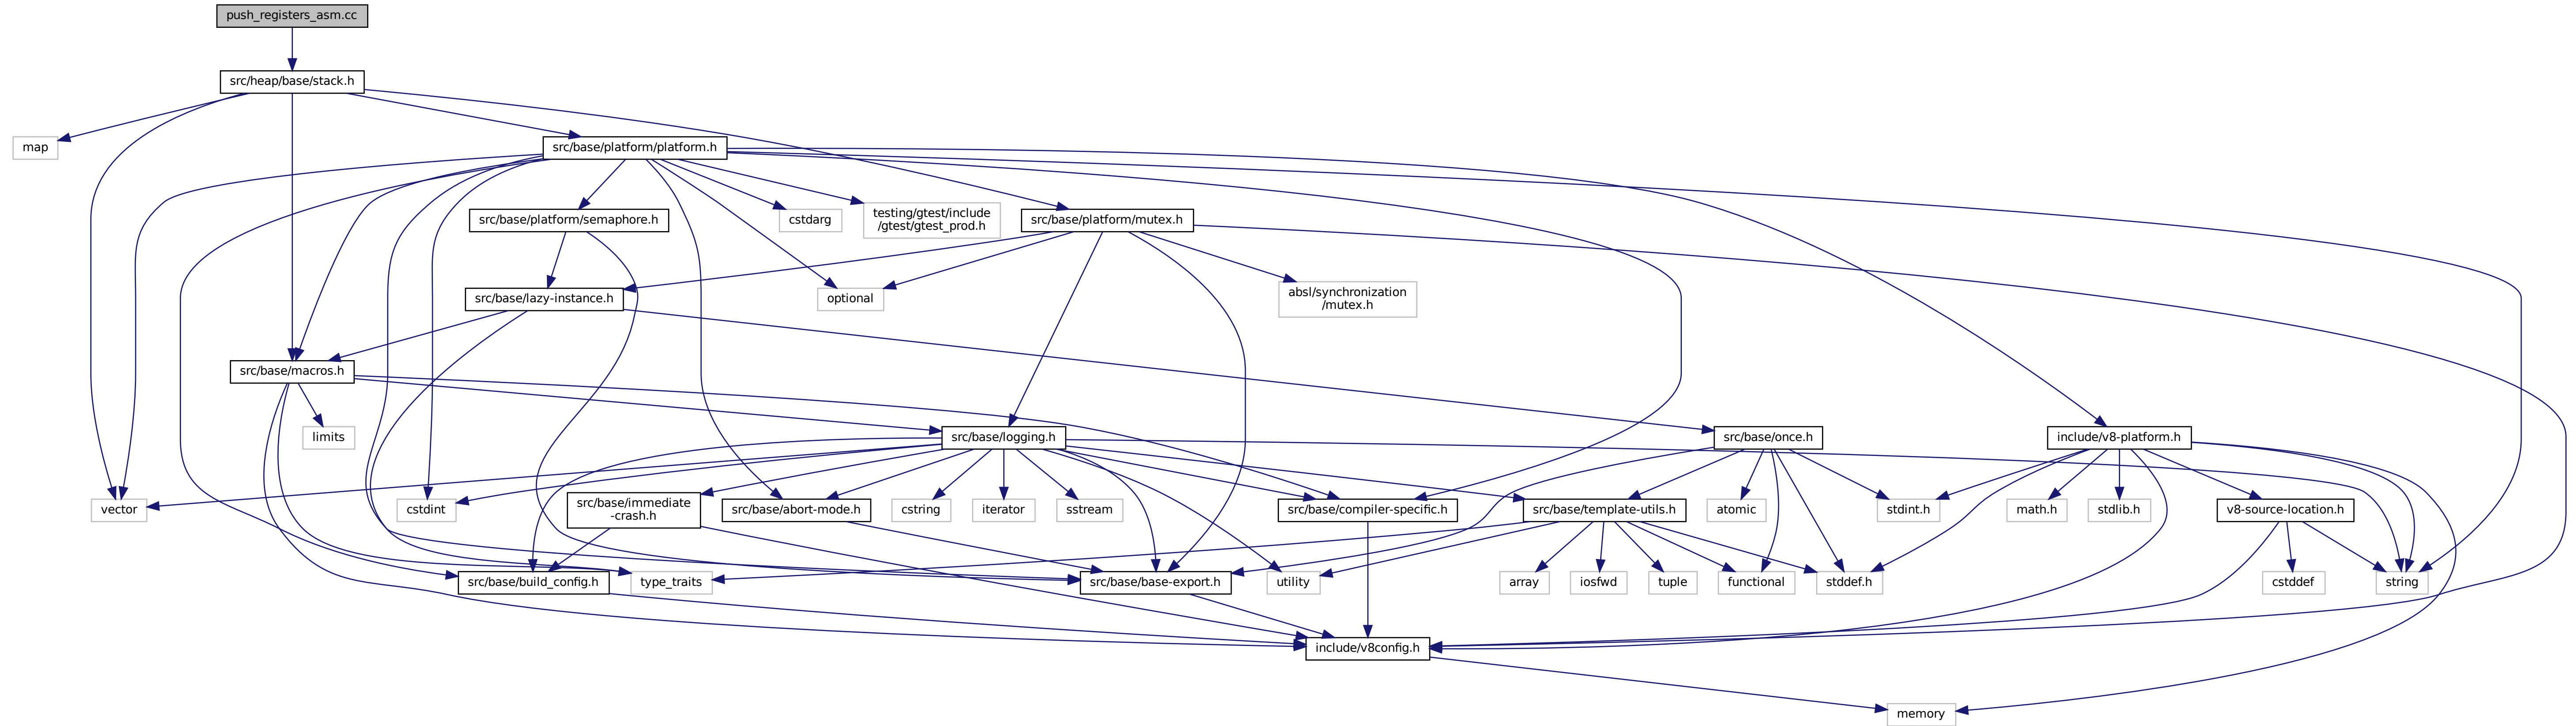 push_registers_asm.cc
src/heap/base/stack.h
map
src/base/platform/platform.h
src/base/platform/semaphore.h
cstdarg
testing/gtest/include
/gtest/gtest_prod.h
src/base/platform/mutex.h
src/base/lazy-instance.h
optional
absl/synchronization
/mutex.h
src/base/macros.h
limits
src/base/logging.h
src/base/once.h
include/v8-platform.h
vector
cstdint
src/base/immediate
-crash.h
src/base/abort-mode.h
cstring
iterator
sstream
src/base/compiler-specific.h
src/base/template-utils.h
atomic
stdint.h
math.h
stdlib.h
v8-source-location.h
src/base/build_config.h
type_traits
src/base/base-export.h
utility
array
iosfwd
tuple
functional
stddef.h
cstddef
string
include/v8config.h
memory